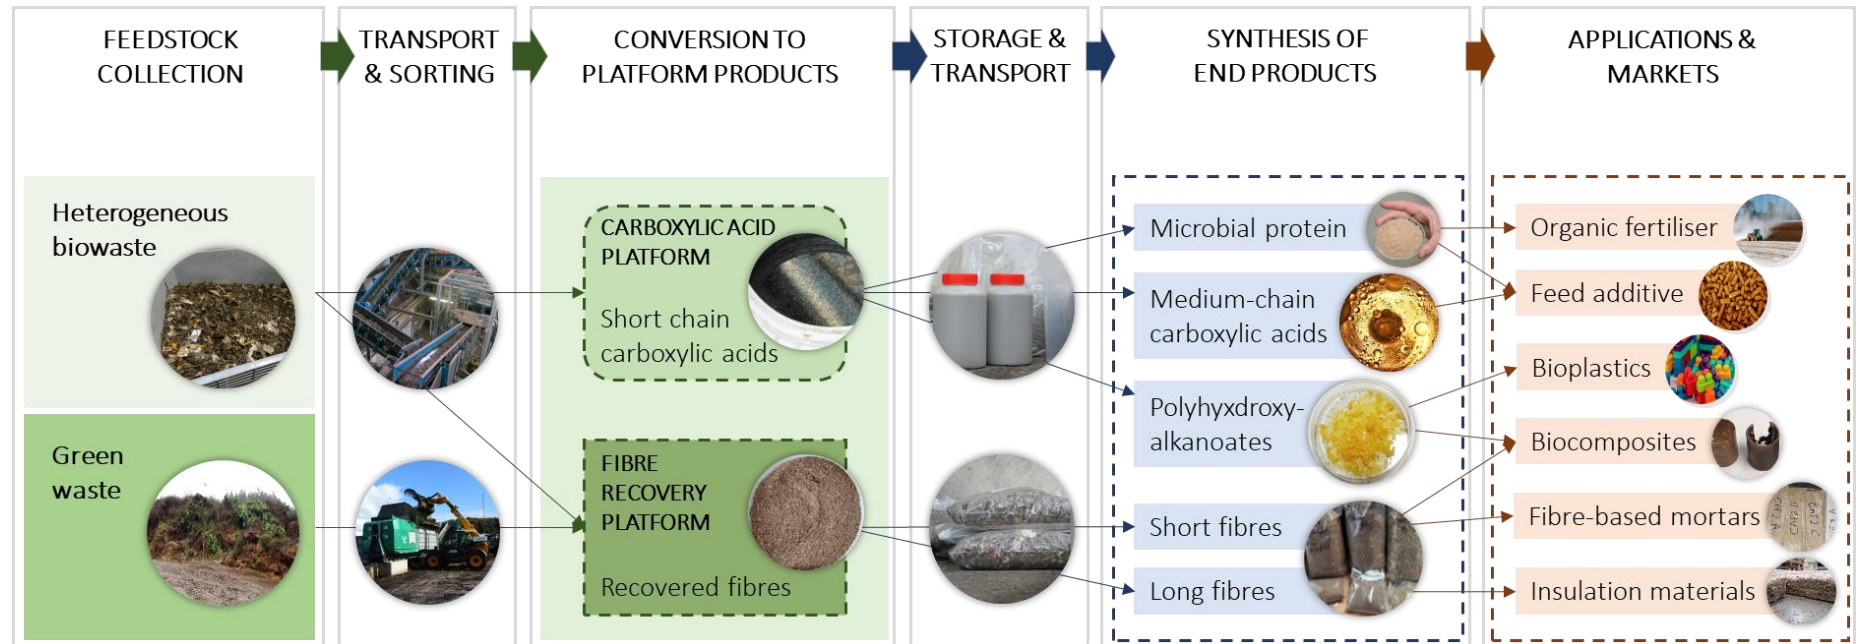 FEEDSTOCK
COLLECTION
TRANSPORT
& SORTING
CONVERSION TO
PLATFORM PRODUCTS
STORAGE &
TRANSPORT
SYNTHESIS OF
END PRODUCTS
APPLICATIONS &
MARKETS
Heterogeneous
biowaste
Green
waste
CARBOXYLIC ACID
PLATFORM
Short chain
carboxylic acids
FIBRE
RECOVERY
PLATFORM
Recovered fibres
Microbial protein
Medium-chain
carboxylic acids
Polyhyxdroxy-
alkanoates
Short fibres
Long fibres
Organic fertiliser
Feed additive
Bioplastics
Biocomposites
Fibre-based mortars
Insulation materials